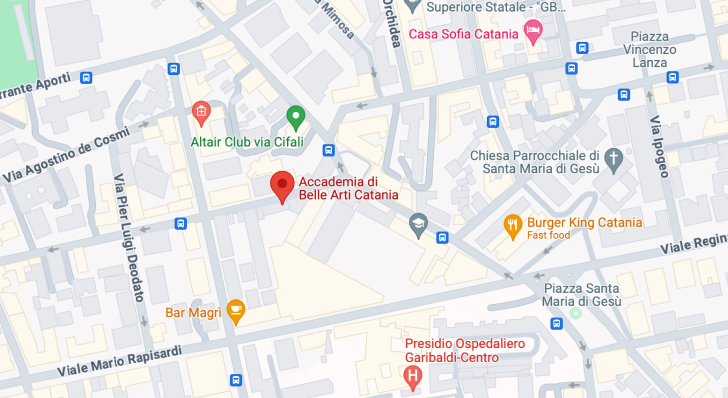 Superiore Statale - "GB...
a Mimosa
Orchidea
Casa Sofia Catania
Piazza
Vincenzo
Lanza
rrante Aporti
Altair Club via Cifali
Via Agostino de Cosmi
Via Ipogeo
Chiesa Parrocchiale di
Santa Maria di Gesù
Via Pier Luigi Deodato
Accademia di
Belle Arti Catania
Burger King Catania
Fast food
Viale Regin
Piazza Santa
Maria di Gesù
Bar Magrì
Presidio Ospedaliero
Garibaldi-Centro
H
Viale Mario Rapisardi